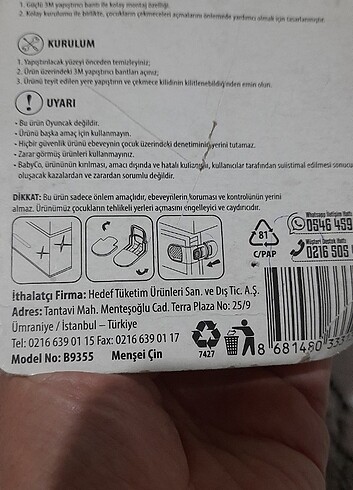 1. Güçlü 3M yapıştırıcı bantı ile kolay montaj özelliği.
2. Kolay kurulumu ile birlikte, çocukların çekmeceleri açmalarını önlemede yardımcı olmak için tasarlanmıştır.
KURULUM
1. Yapıştırılacak yüzeyi önceden temizleyiniz;
2. Ürün üzerindeki 3M yapıştırıcı bantları açınız;
3. Ürünü teyit edilen yere yapıştırın ve çekmece kilidinin kilitlenebildiğinden emin olun.
UYARI
- Bu ürün Oyuncak değildir.
- Ürünü başka amaç için kullanmayın.
- Hiçbir güvenlik ürünü ebeveynin çocuk üzerindeki denetiminin yerini tutamaz.
- Zarar görmüş ürünleri kullanmayınız.
- BabyCo, ürününün kırılması, amacı dışında ve hatalı kullanışla, kullanıcılar tarafından suistimal edilmesi sonucu
oluşacak kazalardan ve zarardan sorumlu değildir.
DİKKAT: Bu ürün sadece önlem amaçlıdır, ebeveynlerin koruması ve kontrolünün yerini
almaz. Ürünümüz çocukların tehlikeli yerleri açmasını engelleyici ve caydırıcıdır.
81
C/PAP
Whatsapp İletişim Hattı
0546 459
Müşteri Destek Hattı
0216 505
İthalatçı Firma: Hedef Tüketim Ürünleri San. ve Dış Tic. A.Ş.
Adres: Tantavi Mah. Menteşoğlu Cad. Terra Plaza No: 25/9
Ümraniye / İstanbul – Türkiye
Tel: 0216 639 01 15 Fax: 0216 639 01 17
Model No: B9355 Menşei Çin
7427
8 681480 333